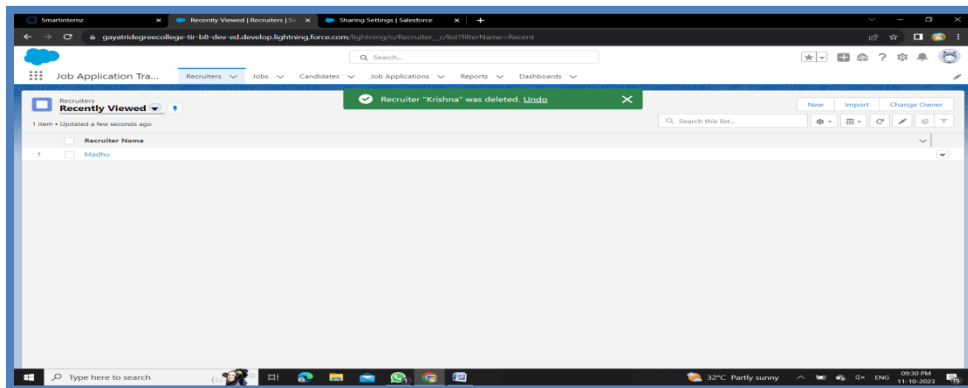 Smartinternz
Recently Viewed | Recruiters | Sa
Sharing Settings | Salesforce
gayatridegreecollege-tir-b8-dev-ed.develop.lightning.force.com/lightning/o/Recruiter__c/list?filterName=Recent
Search...
Job Application Tra...
Recruiters
Jobs
Candidates
Job Applications
Reports
Dashboards
Recruiters
Recently Viewed
Recruiter "Krishna" was deleted. Undo
New
Import
Change Owner
1 item • Updated a few seconds ago
Search this list...
Recruiter Name
1
Madhu
Type here to search
32°C Partly sunny
ENG
09:30 PM
11-10-2023